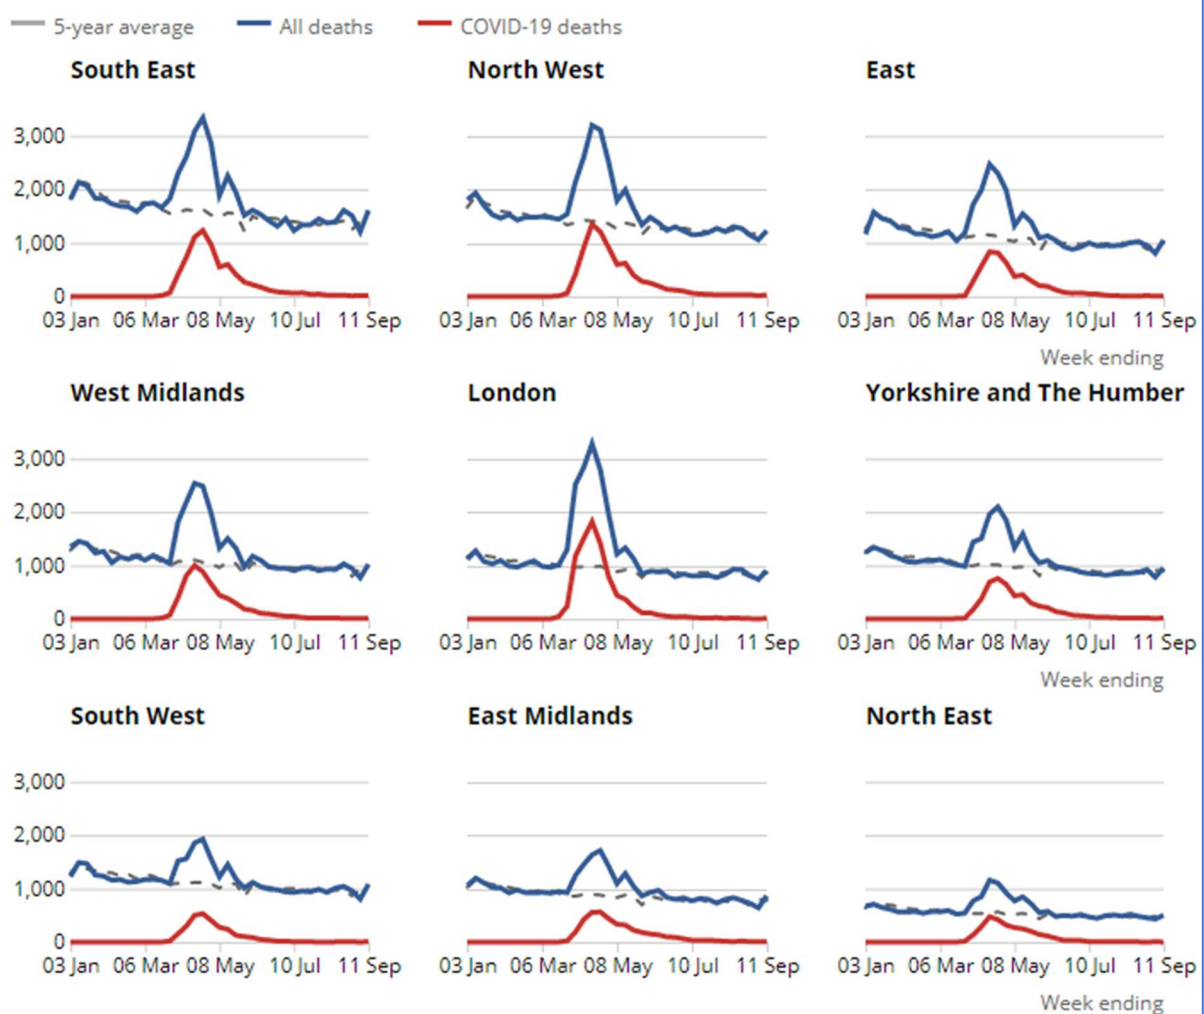 5-year average All deaths COVID-19 deaths
South East North West East
3,000
2,000
1,000
0
03 Jan 06 Mar 08 May 10 Jul 11 Sep 03 Jan 06 Mar 08 May 10 Jul 11 Sep 03 Jan 06 Mar 08 May 10 Jul 11 Sep
Week ending
West Midlands London Yorkshire and The Humber
3,000
2,000
1,000
0
03 Jan 06 Mar 08 May 10 Jul 11 Sep 03 Jan 06 Mar 08 May 10 Jul 11 Sep 03 Jan 06 Mar 08 May 10 Jul 11 Sep
Week ending
South West East Midlands North East
3,000
2,000
1,000
0
03 Jan 06 Mar 08 May 10 Jul 11 Sep 03 Jan 06 Mar 08 May 10 Jul 11 Sep 03 Jan 06 Mar 08 May 10 Jul 11 Sep
Week ending